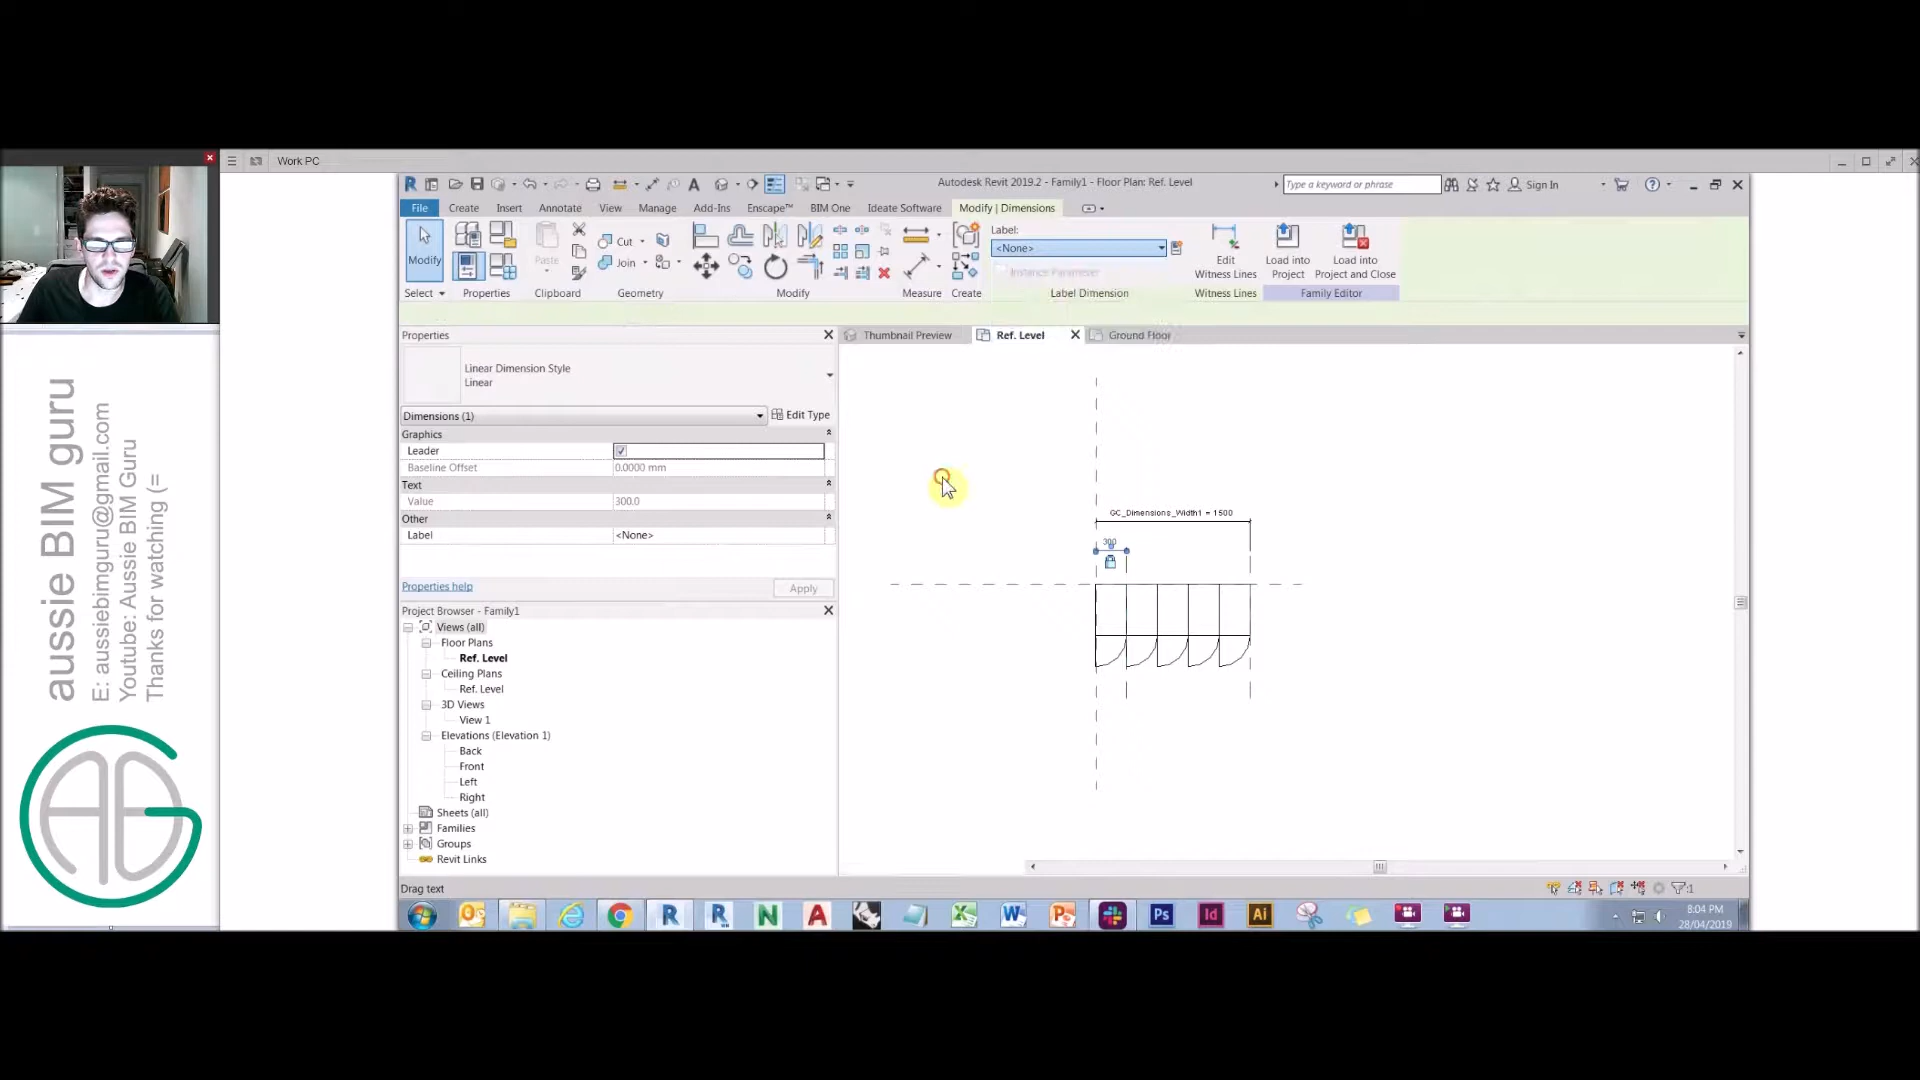 Work PC
Autodesk Revit 2019.2 - Family1 - Floor Plan: Ref. Level
Type a keyword or phrase
Sign In
File
Create
Insert
Annotate
View
Manage
Add-Ins
Enscape™
BIM One
Ideate Software
Modify | Dimensions
Modify
Paste
Cut
Join
Label:
<None>
Instance Parameter
Edit
Witness Lines
Load into
Project
Load into
Project and Close
Select
Properties
Clipboard
Geometry
Modify
Measure
Create
Label Dimension
Witness Lines
Family Editor
Properties
Thumbnail Preview
Ref. Level
Ground Floor
Linear Dimension Style
Linear
Dimensions (1)
Edit Type
Graphics
Leader
Baseline Offset
0.0000 mm
Text
Value
300.0
Other
Label
<None>
Properties help
Apply
GC_Dimensions_Width1 = 1500
300
Project Browser - Family1
Views (all)
Floor Plans
Ref. Level
Ceiling Plans
Ref. Level
3D Views
View 1
Elevations (Elevation 1)
Back
Front
Left
Right
Sheets (all)
Families
Groups
Revit Links
Drag text
:1
8:04 PM
28/04/2019
Ps
Id
Ai
aussie BIM guru
E: aussiebimguru@gmail.com
Youtube: Aussie BIM Guru
Thanks for watching (=